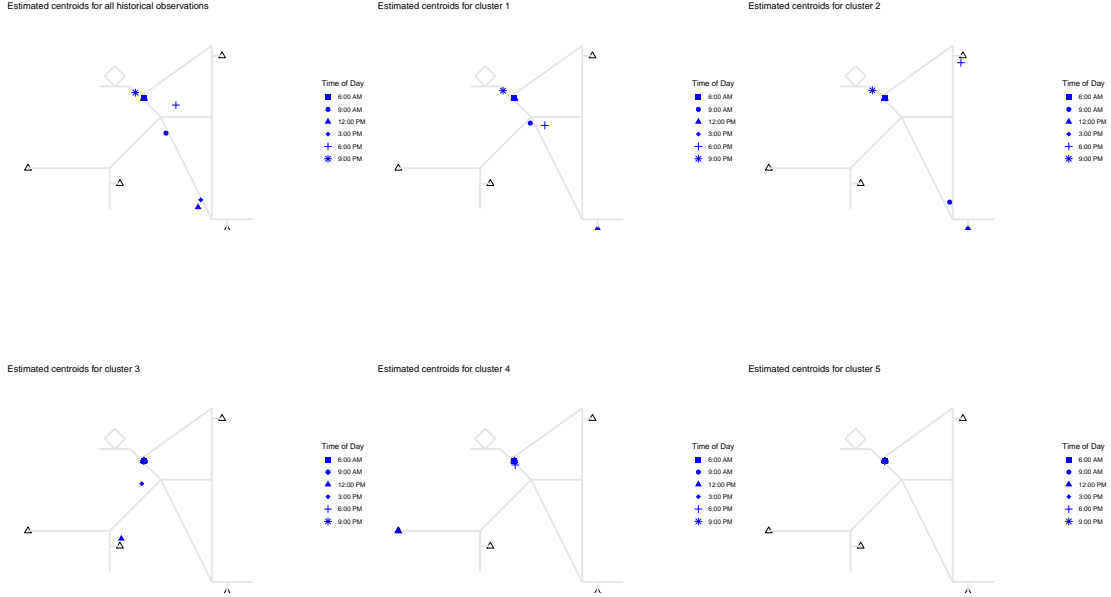 Estimated centroids for all historical observations
Time of Day
6:00 AM
9:00 AM
12:00 PM
3:00 PM
6:00 PM
9:00 PM
Estimated centroids for cluster 1
Time of Day
6:00 AM
9:00 AM
12:00 PM
3:00 PM
6:00 PM
9:00 PM
Estimated centroids for cluster 2
Time of Day
6:00 AM
9:00 AM
12:00 PM
3:00 PM
6:00 PM
9:00 PM
Estimated centroids for cluster 3
Time of Day
6:00 AM
9:00 AM
12:00 PM
3:00 PM
6:00 PM
9:00 PM
Estimated centroids for cluster 4
Time of Day
6:00 AM
9:00 AM
12:00 PM
3:00 PM
6:00 PM
9:00 PM
Estimated centroids for cluster 5
Time of Day
6:00 AM
9:00 AM
12:00 PM
3:00 PM
6:00 PM
9:00 PM